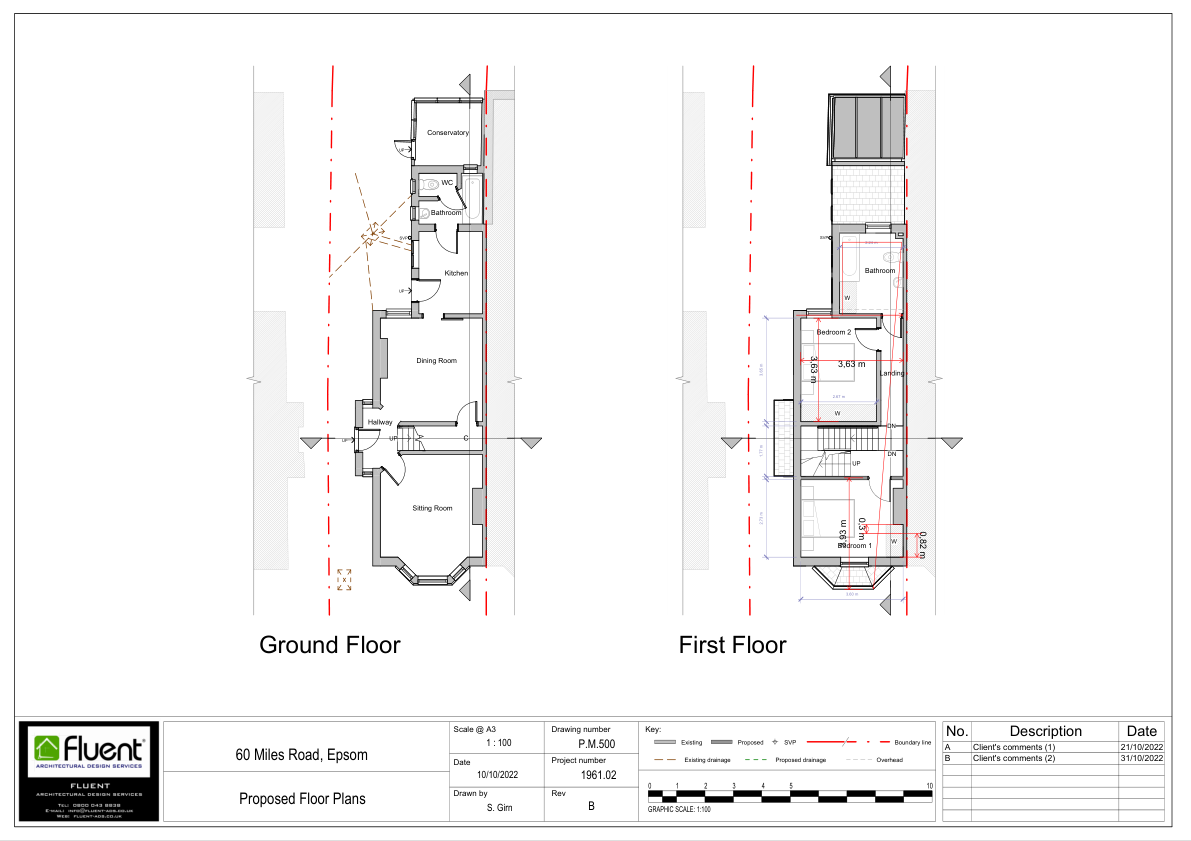 Conservatory
UP
WC
Bathroom
SVP
Kitchen
UP
Dining Room
Hallway
UP
UP
C
Sitting Room
X
Ground Floor
SVP
Bathroom
W
Bedroom 2
3,63 m
3,63 m
Landing
2.67 m
W
DN
DN
UP
0,3 m
0,82 m
W
Bedroom 1
First Floor
Fluent
ARCHITECTURAL DESIGN SERVICES
FLUENT
ARCHITECTURAL DESIGN SERVICES
TEL: 0800 043 8838
E-MAIL: INFO@FLUENT-ADS.CO.UK
WEB: FLUENT-ADS.CO.UK
60 Miles Road, Epsom
Proposed Floor Plans
Scale @ A3
1 : 100
Date
10/10/2022
Drawn by
S. Girn
Drawing number
P.M.500
Project number
1961.02
Rev
B
Key:
Existing
Proposed
SVP
Boundary line
Existing drainage
Proposed drainage
Overhead
0 1 2 3 4 5 10
GRAPHIC SCALE: 1:100
No. Description Date
A Client's comments (1) 21/10/2022
B Client's comments (2) 31/10/2022